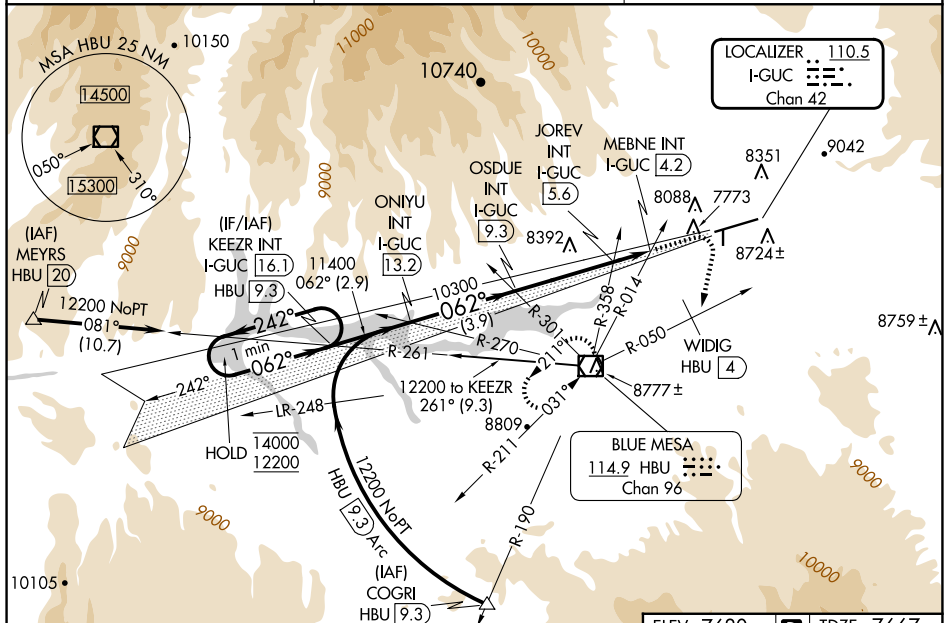 MSA HBU 25 NM
14500
050°
15300
310°
10150
11000
10000
10740
LOCALIZER 110.5
I-GUC
Chan 42
9042
8351
9000
JOREV
INT
I-GUC
5.6
MEBNE INT
I-GUC 4.2
8088
7773
8724±
OSDUE
INT
I-GUC
9.3
8392
ONIYU
INT
I-GUC
13.2
(IF/IAF)
KEEZR INT
I-GUC 16.1
HBU 9.3
(IAF)
MEYRS
HBU 20
9000
12200 NoPT
081°
(10.7)
11400
062° (2.9)
10300
062°
(3.9)
242°
1 min
062°
242°
R-261
R-270
R-301
R-358
R-014
R-050
211°
031°
WIDIG
HBU 4
8759±
8777±
12200 to KEEZR
261° (9.3)
LR-248
HOLD 14000
12200
8809
R-211
BLUE MESA
114.9 HBU
Chan 96
9000
9000
12200 NoPT
HBU 9.3 Arc
R-190
10000
10105
(IAF)
COGRI
HBU 9.3